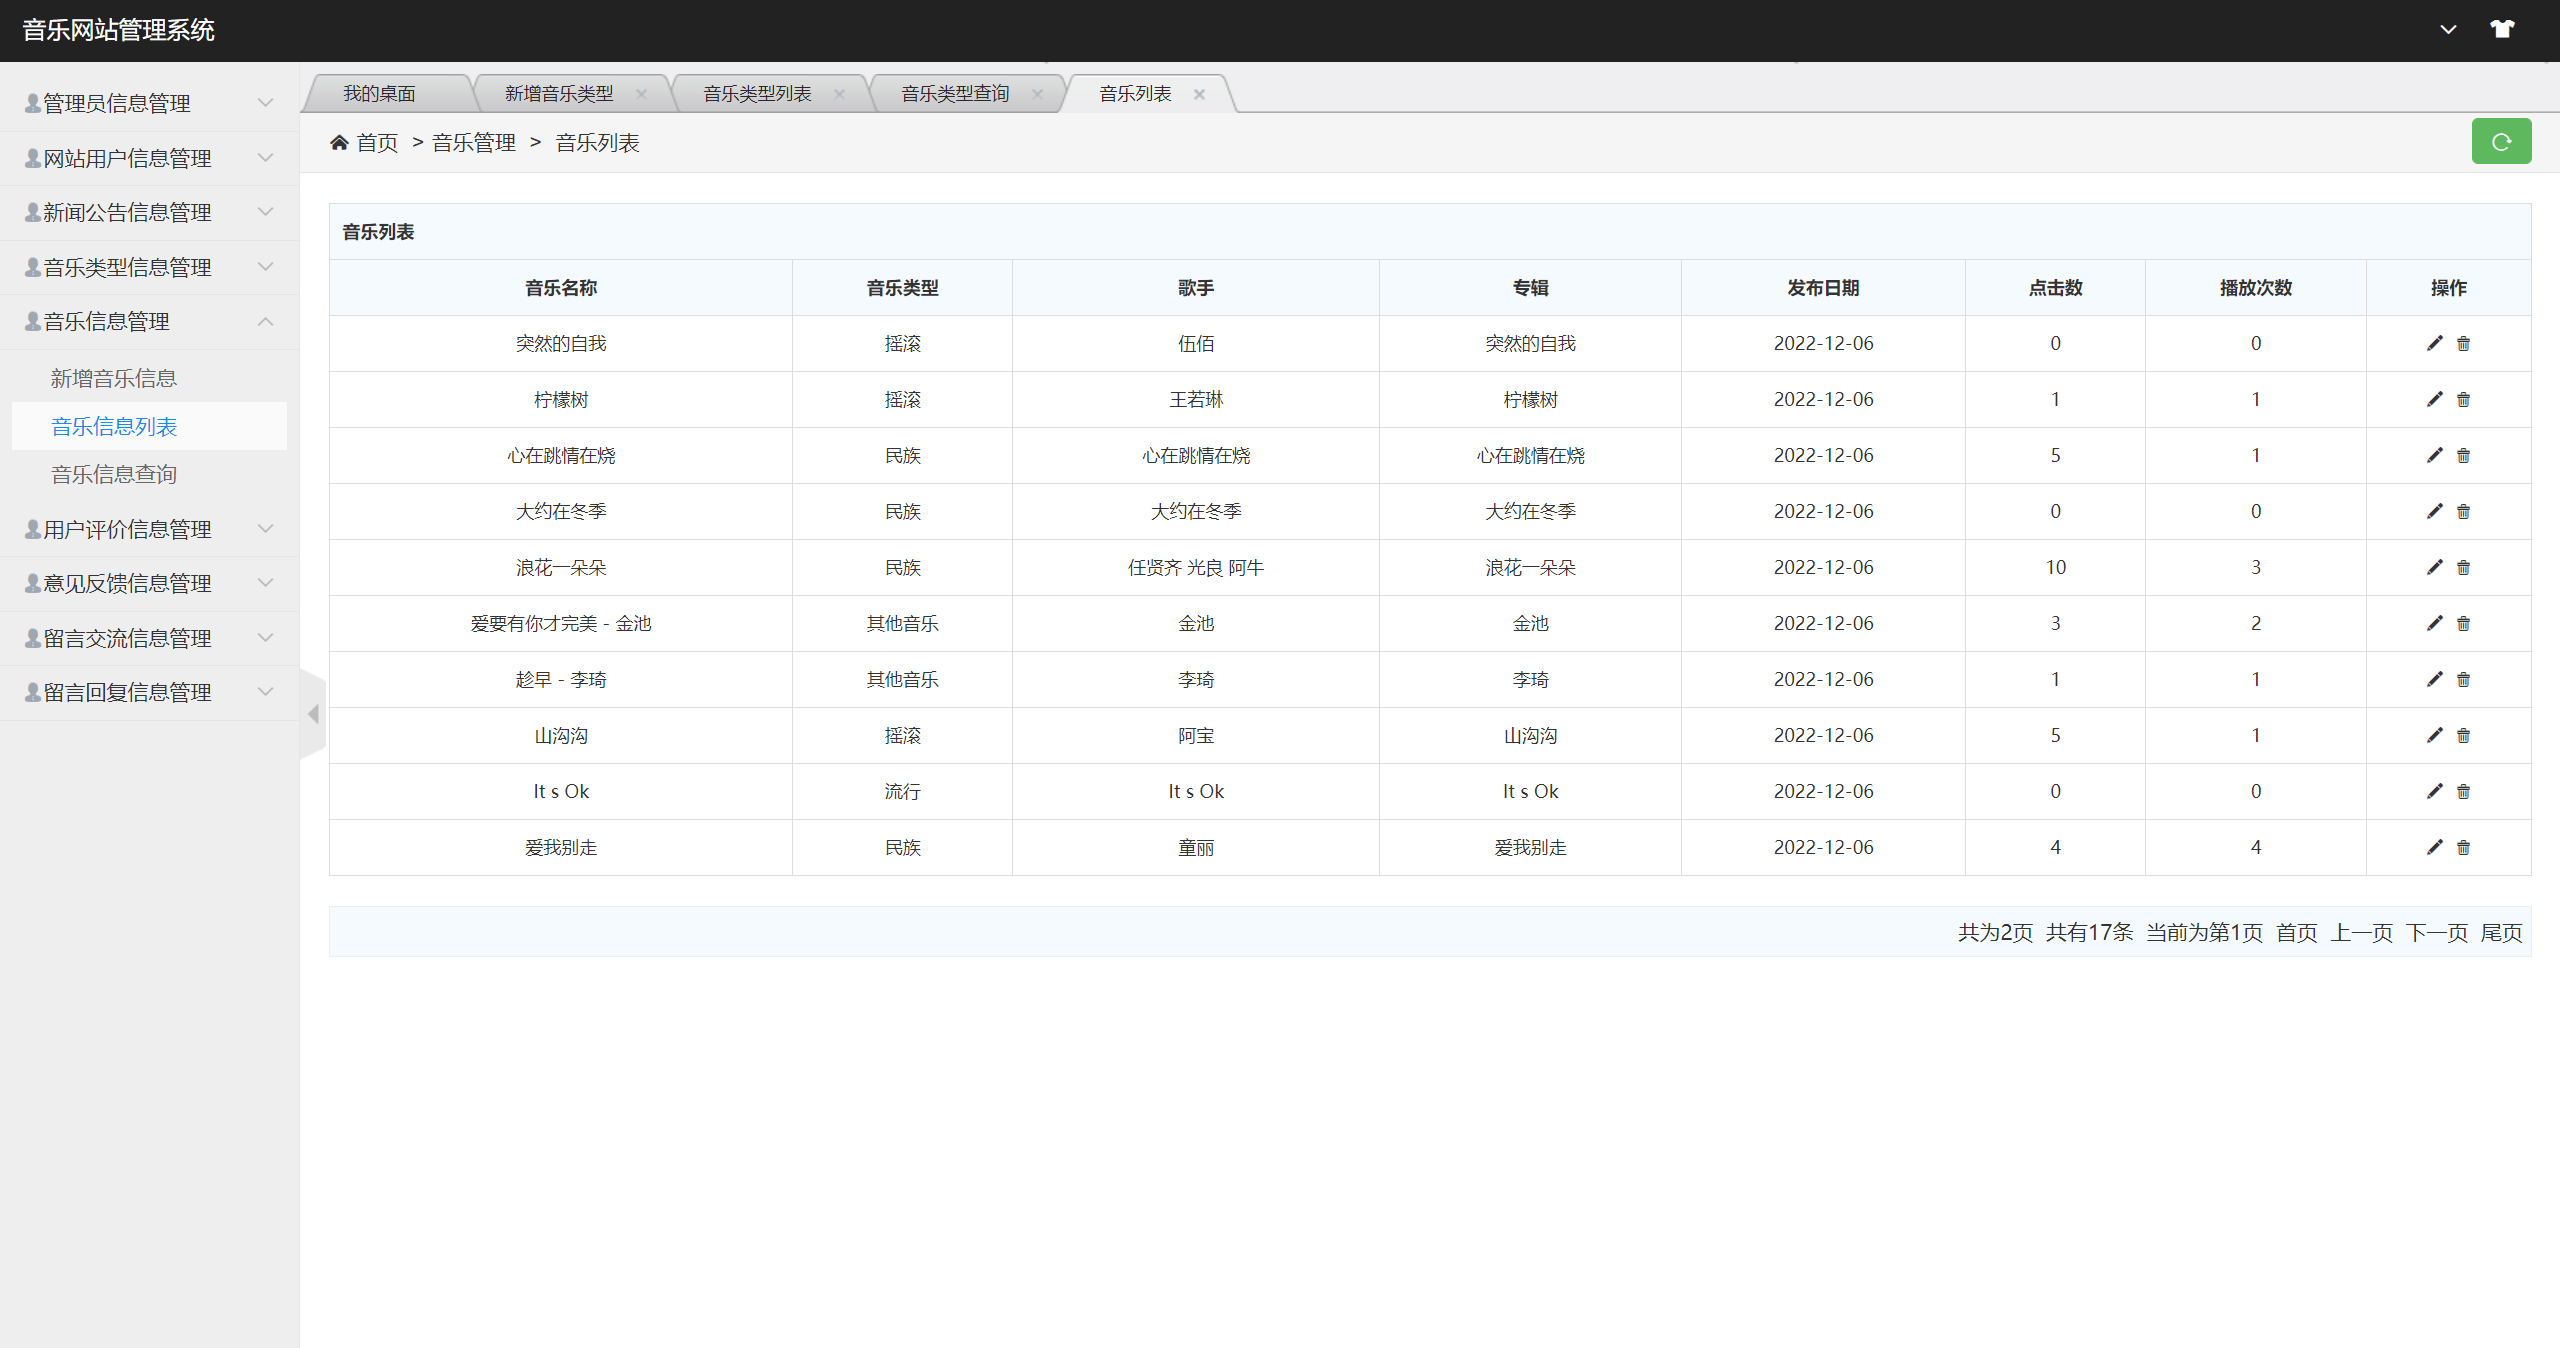 音乐网站管理系统
管理员信息管理
网站用户信息管理
新闻公告信息管理
音乐类型信息管理
音乐信息管理
新增音乐信息
音乐信息列表
音乐信息查询
用户评价信息管理
意见反馈信息管理
留言交流信息管理
留言回复信息管理
我的桌面 新增音乐类型 音乐类型列表 音乐类型查询 音乐列表
首页 > 音乐管理 > 音乐列表
音乐列表
音乐名称 音乐类型 歌手 专辑 发布日期 点击数 播放次数 操作
突然的自我 摇滚 伍佰 突然的自我 2022-12-06 0 0
柠檬树 摇滚 王若琳 柠檬树 2022-12-06 1 1
心在跳情在烧 民族 心在跳情在烧 心在跳情在烧 2022-12-06 5 1
大约在冬季 民族 大约在冬季 大约在冬季 2022-12-06 0 0
浪花一朵朵 民族 任贤齐 光良 阿牛 浪花一朵朵 2022-12-06 10 3
爱要有你才完美 - 金池 其他音乐 金池 金池 2022-12-06 3 2
趁早 - 李琦 其他音乐 李琦 李琦 2022-12-06 1 1
山沟沟 摇滚 阿宝 山沟沟 2022-12-06 5 1
It s Ok 流行 It s Ok It s Ok 2022-12-06 0 0
爱我别走 民族 童丽 爱我别走 2022-12-06 4 4
共为2页 共有17条 当前为第1页 首页 上一页 下一页 尾页